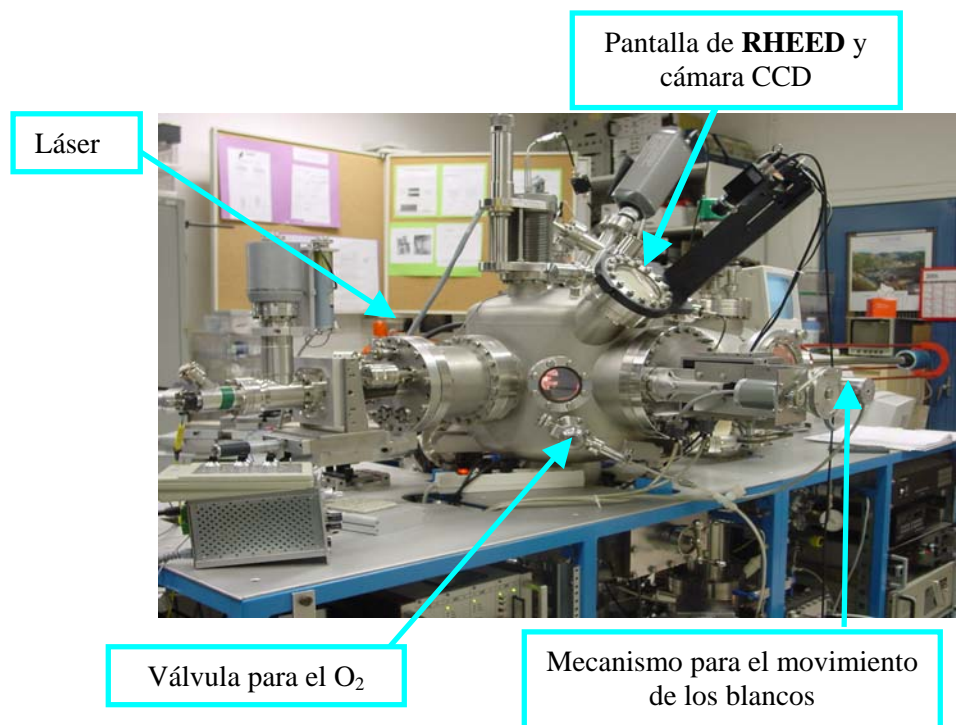 Pantalla de RHEED y
cámara CCD
Láser
Válvula para el O₂
Mecanismo para el movimiento
de los blancos